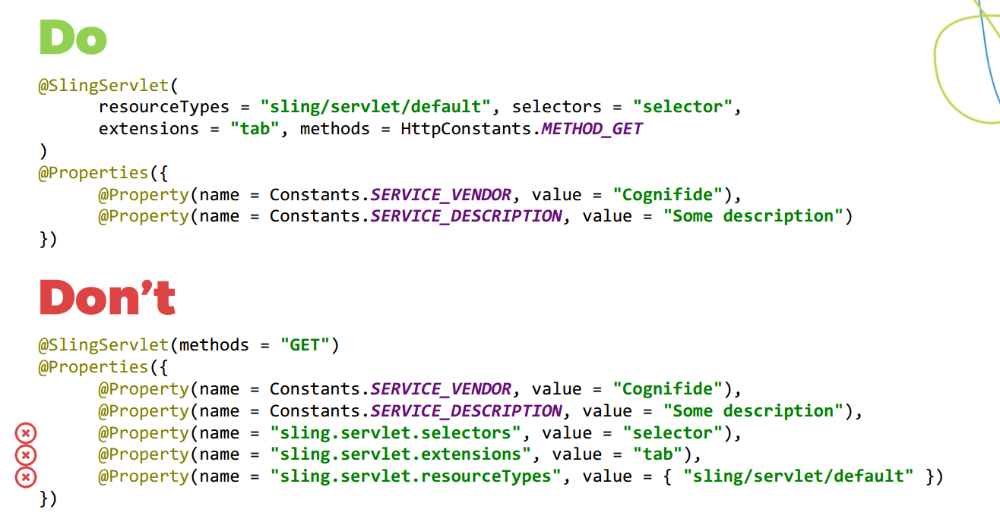 Do
@SlingServlet(
resourceTypes = "sling/servlet/default", selectors = "selector",
extensions = "tab", methods = HttpConstants.METHOD_GET
)
@Properties({
@Property(name = Constants.SERVICE_VENDOR, value = "Cognifide"),
@Property(name = Constants.SERVICE_DESCRIPTION, value = "Some description")
})
Don’t
@SlingServlet(methods = "GET")
@Properties({
@Property(name = Constants.SERVICE_VENDOR, value = "Cognifide"),
@Property(name = Constants.SERVICE_DESCRIPTION, value = "Some description"),
@Property(name = "sling.servlet.selectors", value = "selector"),
@Property(name = "sling.servlet.extensions", value = "tab"),
@Property(name = "sling.servlet.resourceTypes", value = { "sling/servlet/default" })
})